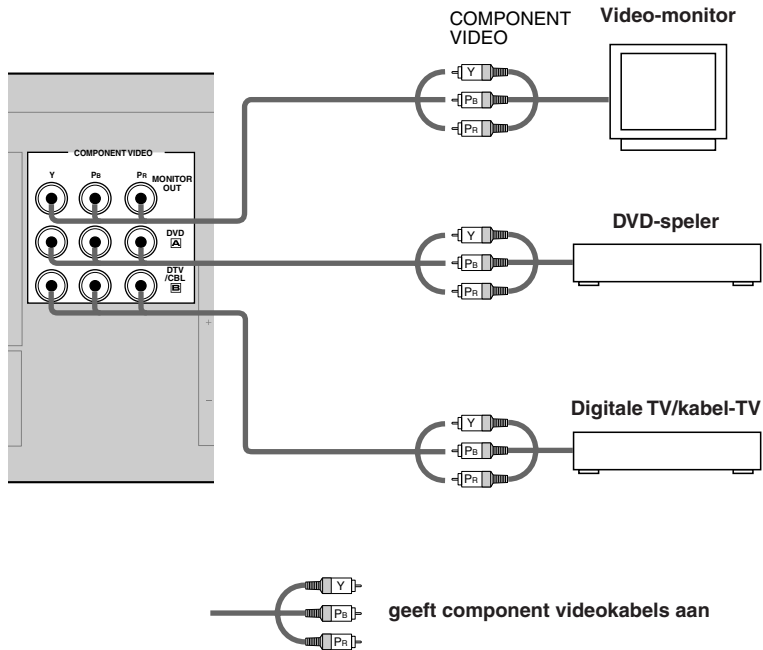 COMPONENT
VIDEO
Video-monitor
Y
PB
PR
COMPONENT VIDEO
Y PB PR MONITOR
OUT
DVD
A
DTV
/CBL
B
DVD-speler
Y
PB
PR
+
-
Digitale TV/kabel-TV
Y
PB
PR
Y
PB
PR
geeft component videokabels aan